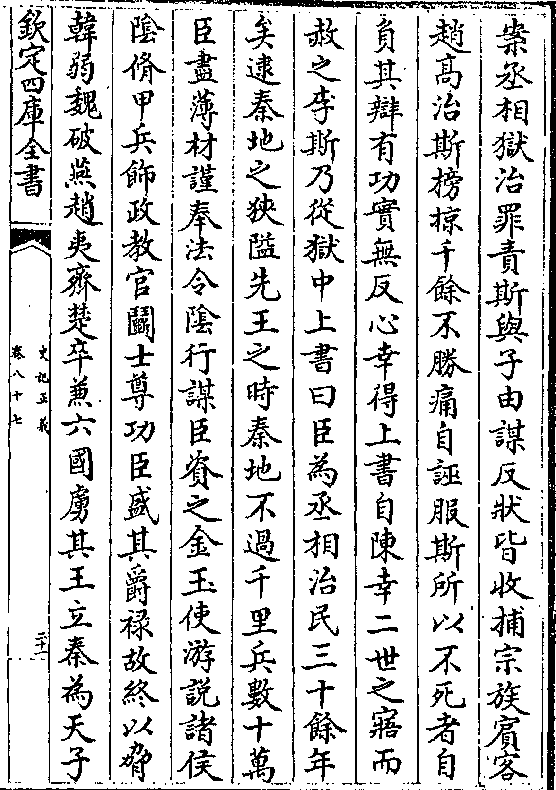 案丞相獄治罪責斯與子由謀反狀皆收捕宗族賓客
趙高治斯榜掠千餘不勝痛自誣服斯所以不死者自
負其辯有功實無反心幸得上書自陳幸二世之寤而
赦之李斯乃從獄中上書曰臣為丞相治民三十餘年
矣逮秦地之狹隘先王之時秦地不過千里兵數十萬
臣盡薄材謹奉法令陰行謀臣資之金玉使游說諸侯
陰脩甲兵飾政教官鬭士尊功臣盛其爵祿故終以脅
韓弱魏破燕趙夷齊楚卒兼六國虜其王立秦為天子
欽定四庫全書
史記正義
卷八十七